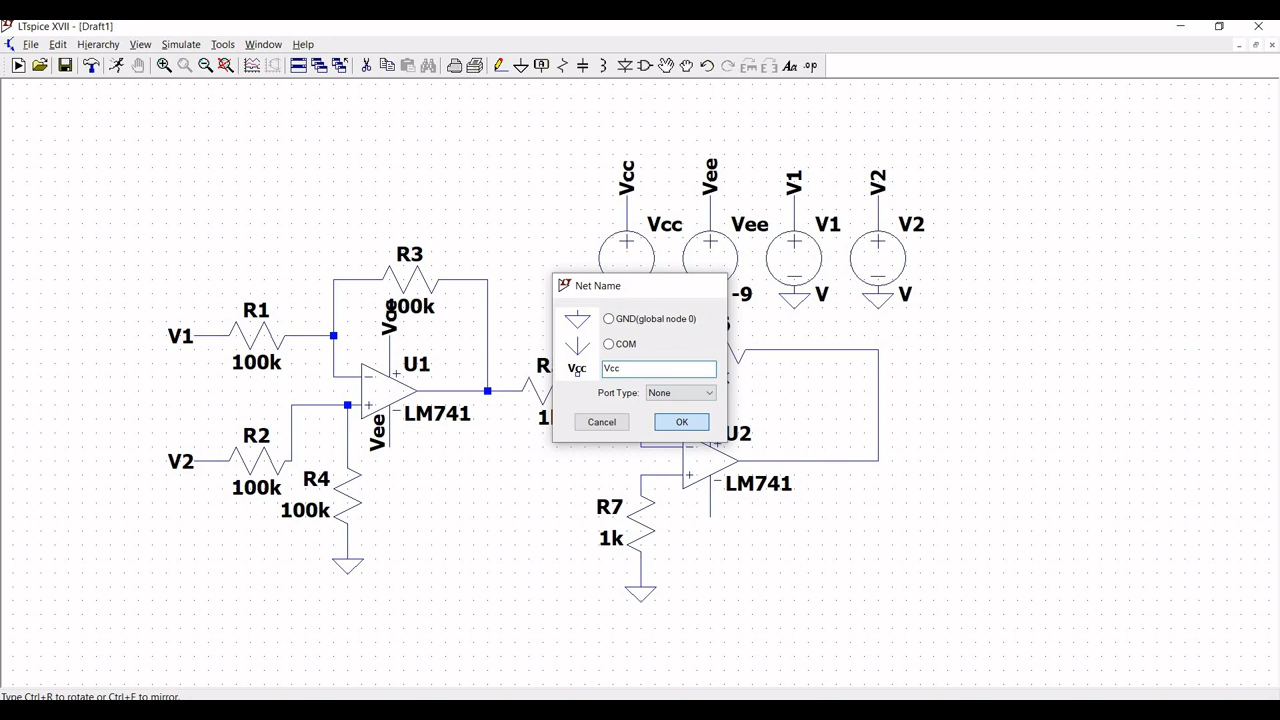 LTspice XVII - [Draft1]
File Edit Hierarchy View Simulate Tools Window Help
Aa .op
Vcc Vee V1 V2
Vcc Vee V1 V2
-9 V V
R3
R1
V1
100k
U1
LM741
Vee
R2
V2
100k
R4
100k
Net Name
GND(global node 0)
COM
Vcc
Vcc
Port Type: None
Cancel OK
U2
LM741
R7
1k
Type Ctrl+R to rotate or Ctrl+E to mirror.